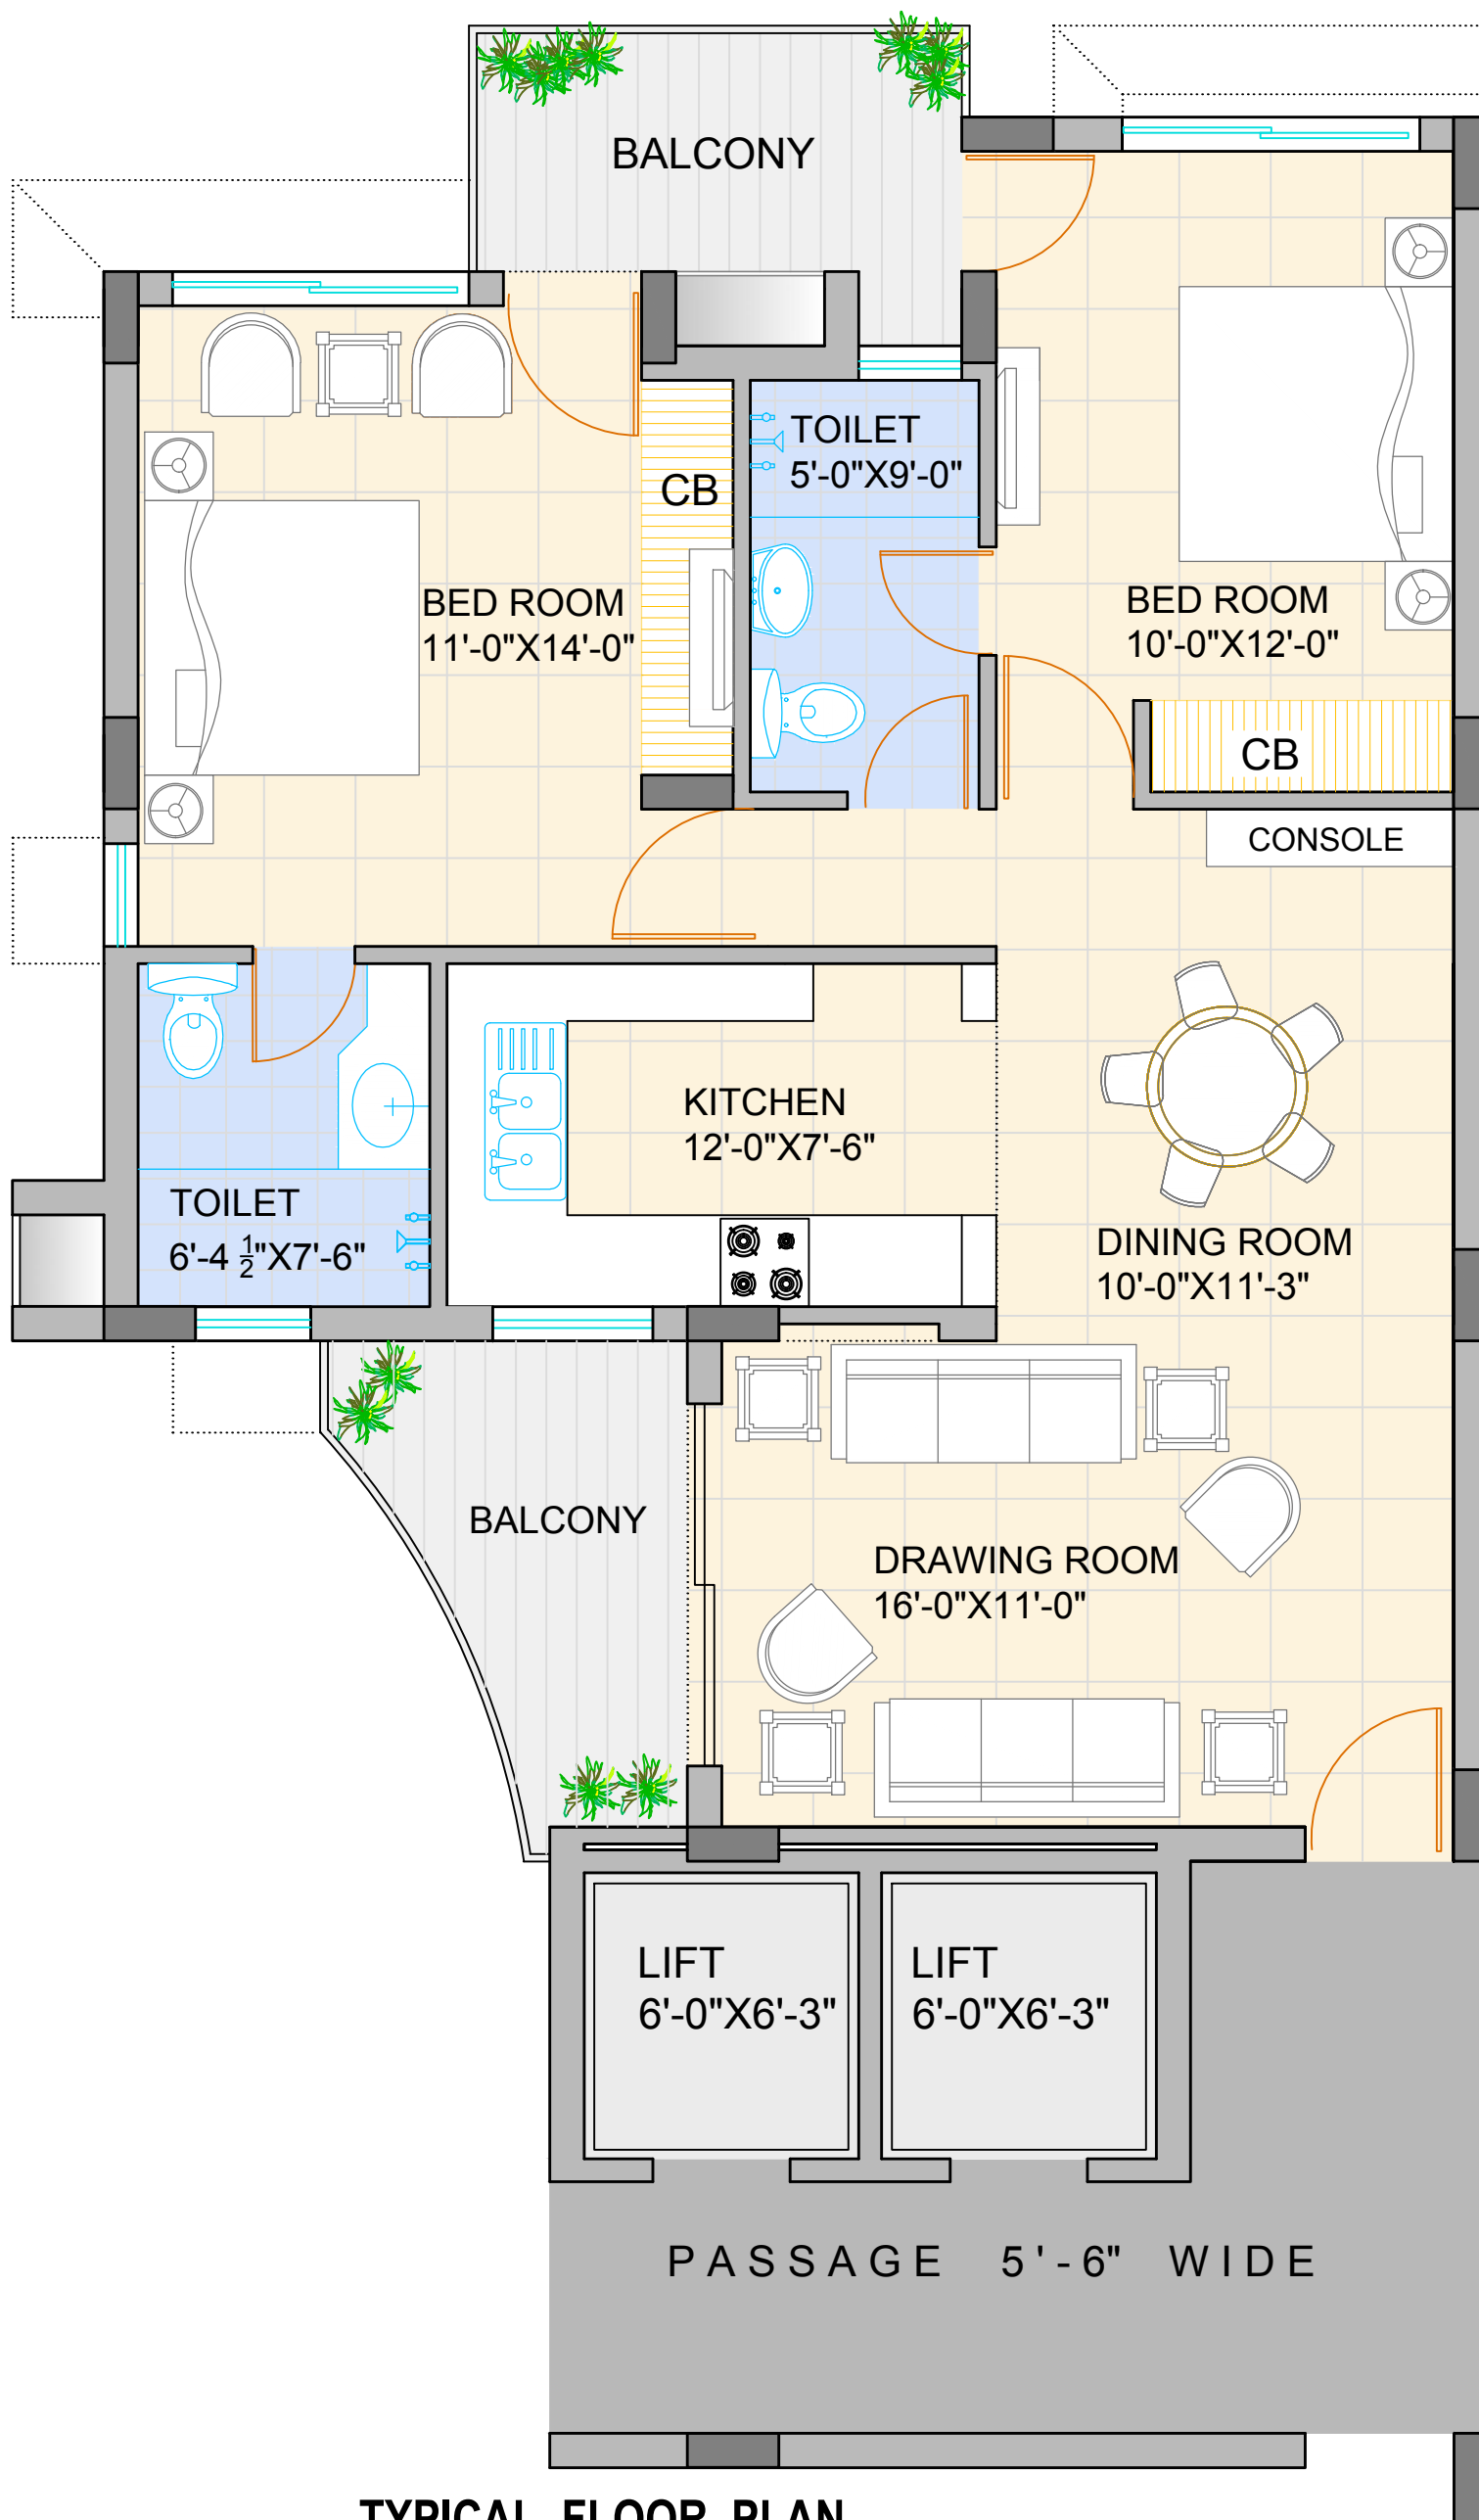 BALCONY
TOILET
5'-0"X9'-0"
CB
BED ROOM
11'-0"X14'-0"
BED ROOM
10'-0"X12'-0"
CB
CONSOLE
KITCHEN
12'-0"X7'-6"
TOILET
6'-4 1/2"X7'-6"
DINING ROOM
10'-0"X11'-3"
BALCONY
DRAWING ROOM
16'-0"X11'-0"
LIFT
6'-0"X6'-3"
LIFT
6'-0"X6'-3"
PASSAGE 5'-6" WIDE
TYPICAL FLOOR PLAN